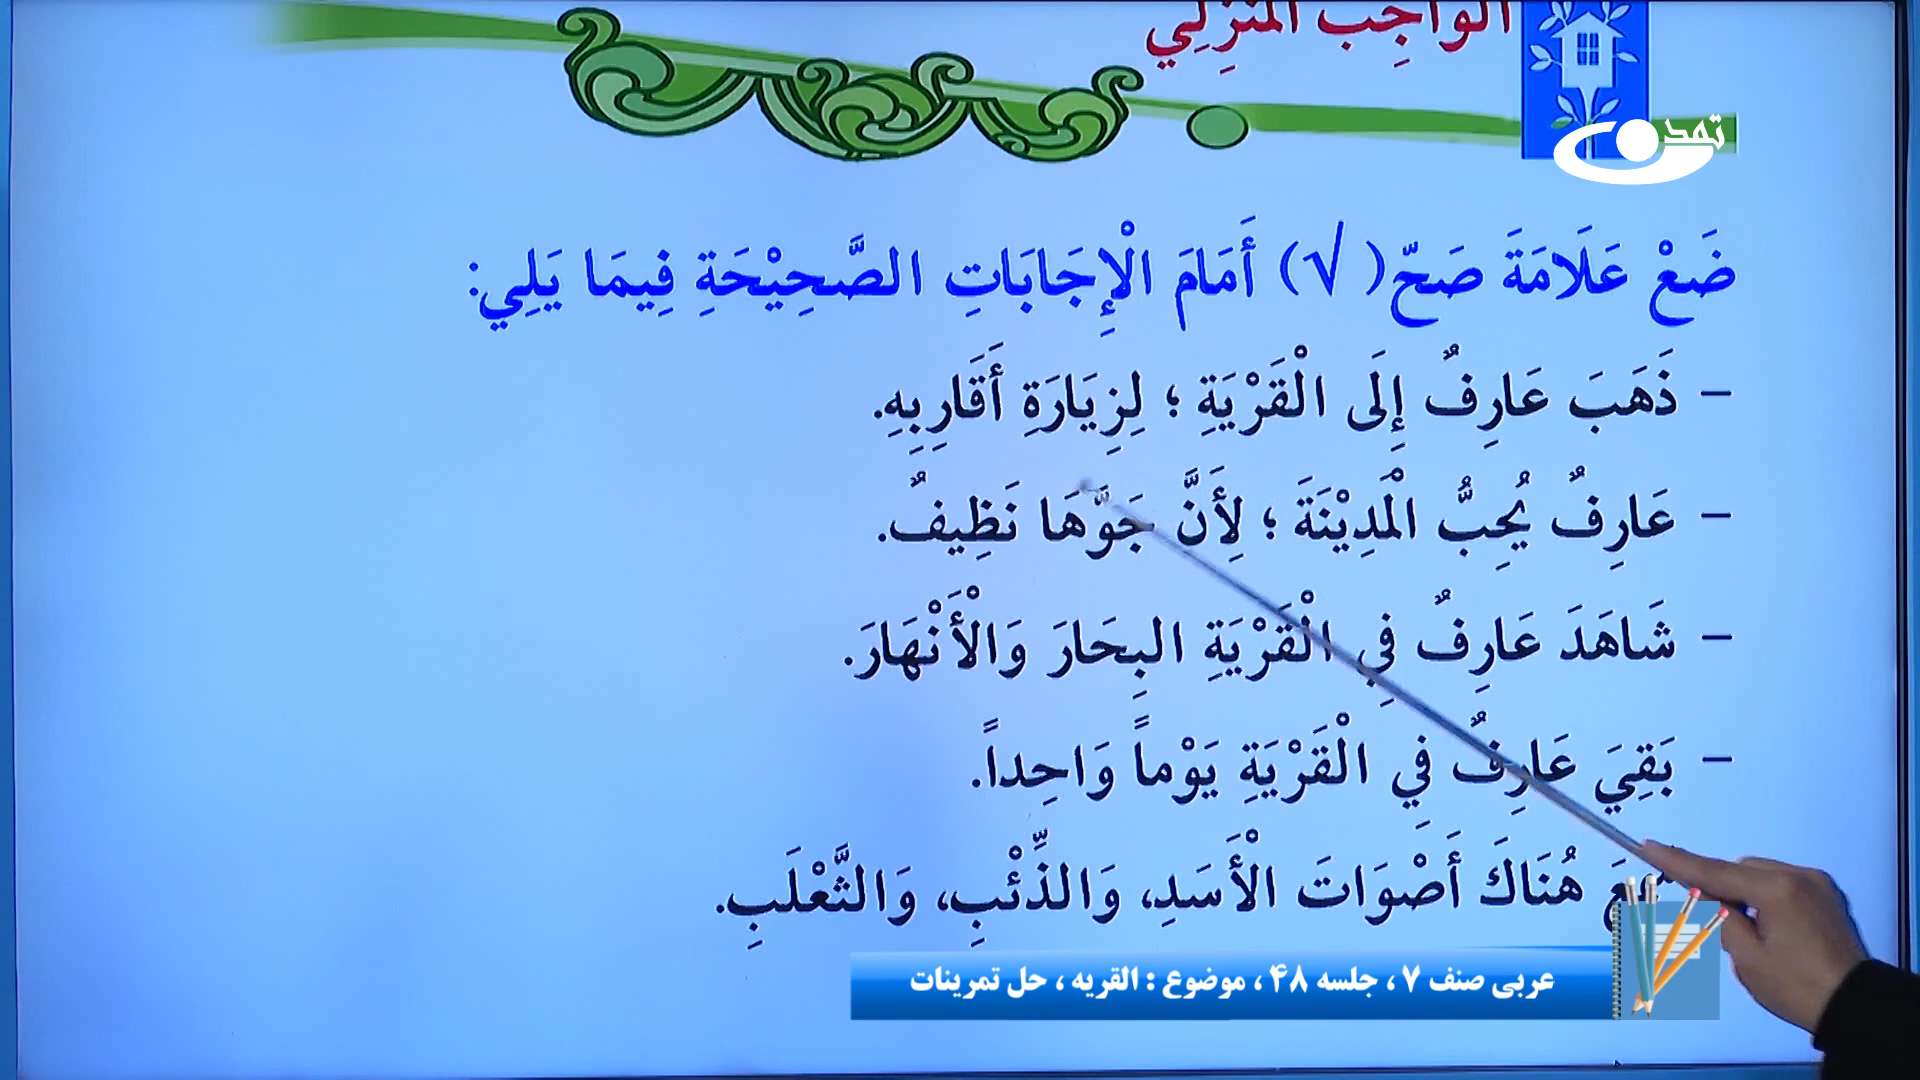 الواجب المنزلي
تمدن
ضَعْ عَلَامَةَ صَحّ (√) أَمَامَ الْإِجَابَاتِ الصَّحِيْحَةِ فِيمَا يَلِي:
– ذَهَبَ عَارِفٌ إِلَى الْقَرْيَةِ ؛ لِزِيَارَةِ أَقَارِبِهِ.
– عَارِفٌ يُحِبُّ الْمَدِيْنَةَ ؛ لِأَنَّ جَوَّهَا نَظِيفٌ.
– شَاهَدَ عَارِفٌ فِي الْقَرْيَةِ البِحَارَ وَالْأَنْهَارَ.
– بَقِيَ عَارِفٌ فِي الْقَرْيَةِ يَوْماً وَاحِداً.
هُنَاكَ أَصْوَاتَ الْأَسَدِ، وَالذِّئْبِ، وَالثَّعْلَبِ.
عربی صنف ۷ ، جلسه ۴۸ ، موضوع : القریه ، حل تمرینات